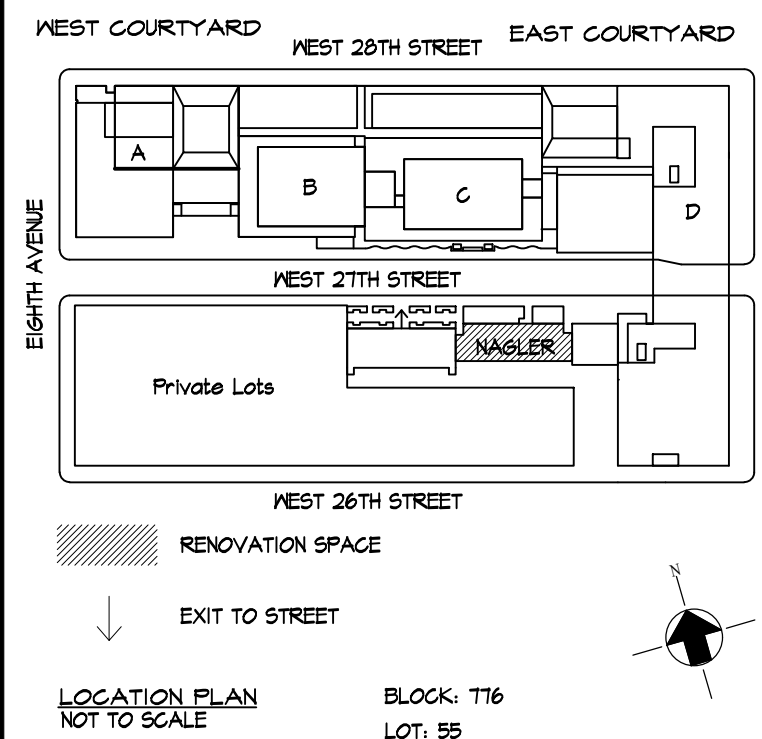 WEST COURTYARD
WEST 28TH STREET
EAST COURTYARD
A
B
C
D
EIGHTH AVENUE
WEST 27TH STREET
NAGLER
Private Lots
WEST 26TH STREET
RENOVATION SPACE
EXIT TO STREET
N
LOCATION PLAN
NOT TO SCALE
BLOCK: 776
LOT: 55